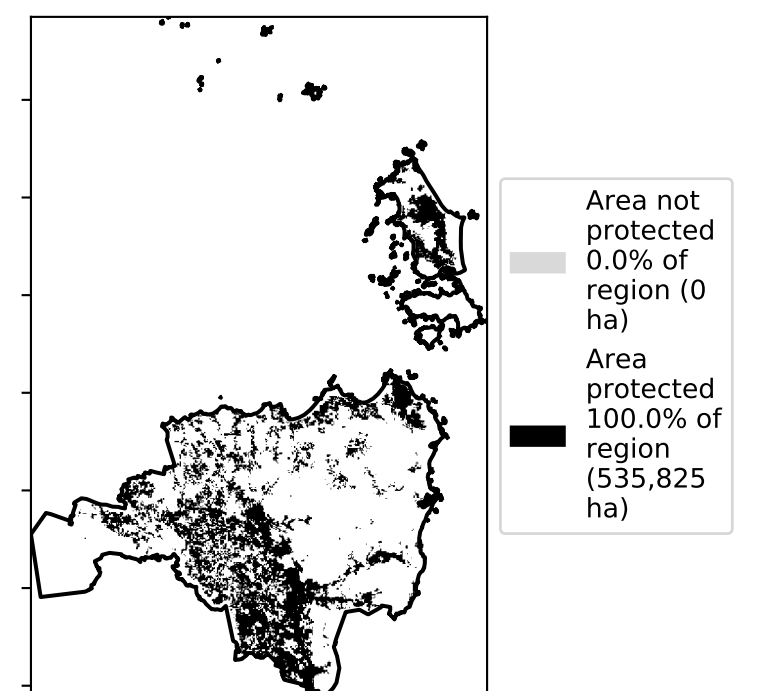 Area not
protected
0.0% of
region (0
ha)
Area
protected
100.0% of
region
(535,825
ha)